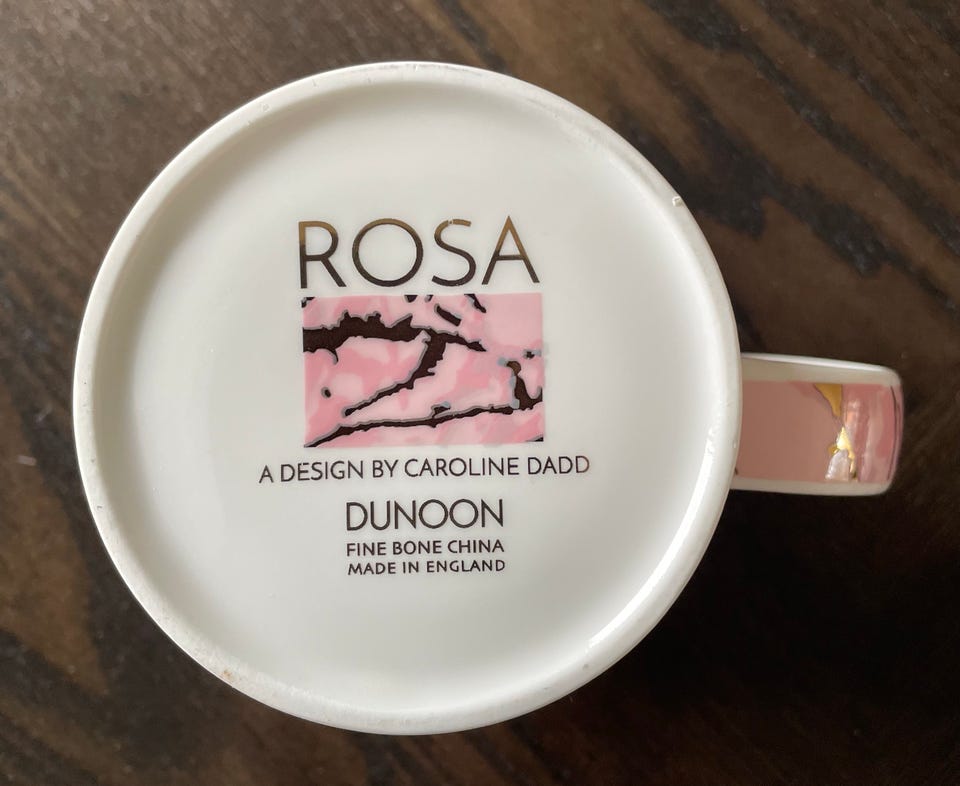 ROSA
A DESIGN BY CAROLINE DADD
DUNOON
FINE BONE CHINA
MADE IN ENGLAND